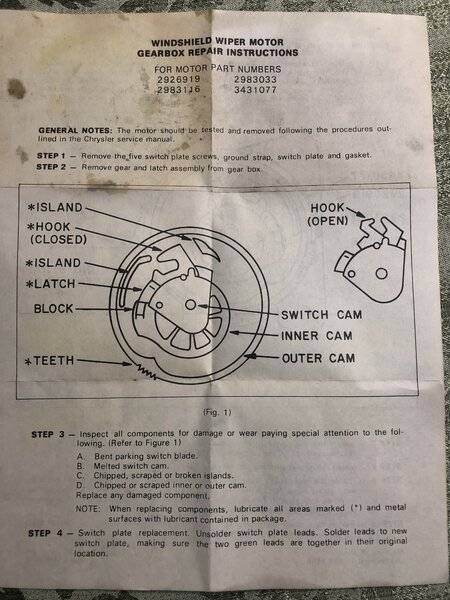 WINDSHIELD WIPER MOTOR
GEARBOX REPAIR INSTRUCTIONS
FOR MOTOR PART NUMBERS
2926919 2983033
2983116 3431077
GENERAL NOTES: The motor should be tested and removed following the procedures out-
lined in the Chrysler service manual.
STEP 1 — Remove the five switch plate screws, ground strap, switch plate and gasket.
STEP 2 — Remove gear and latch assembly from gear box.
*ISLAND
*HOOK
(CLOSED)
*ISLAND
*LATCH
BLOCK
*TEETH
HOOK
(OPEN)
SWITCH CAM
INNER CAM
OUTER CAM
(Fig. 1)
STEP 3 — Inspect all components for damage or wear paying special attention to the fol-
lowing. (Refer to Figure 1)
A. Bent parking switch blade.
B. Melted switch cam.
C. Chipped, scraped or broken islands.
D. Chipped or scraped inner or outer cam.
Replace any damaged component.
NOTE: When replacing components, lubricate all areas marked (*) and metal
surfaces with lubricant contained in package.
STEP 4 — Switch plate replacement. Unsolder switch plate leads. Solder leads to new
switch plate, making sure the two green leads are together in their original
location.